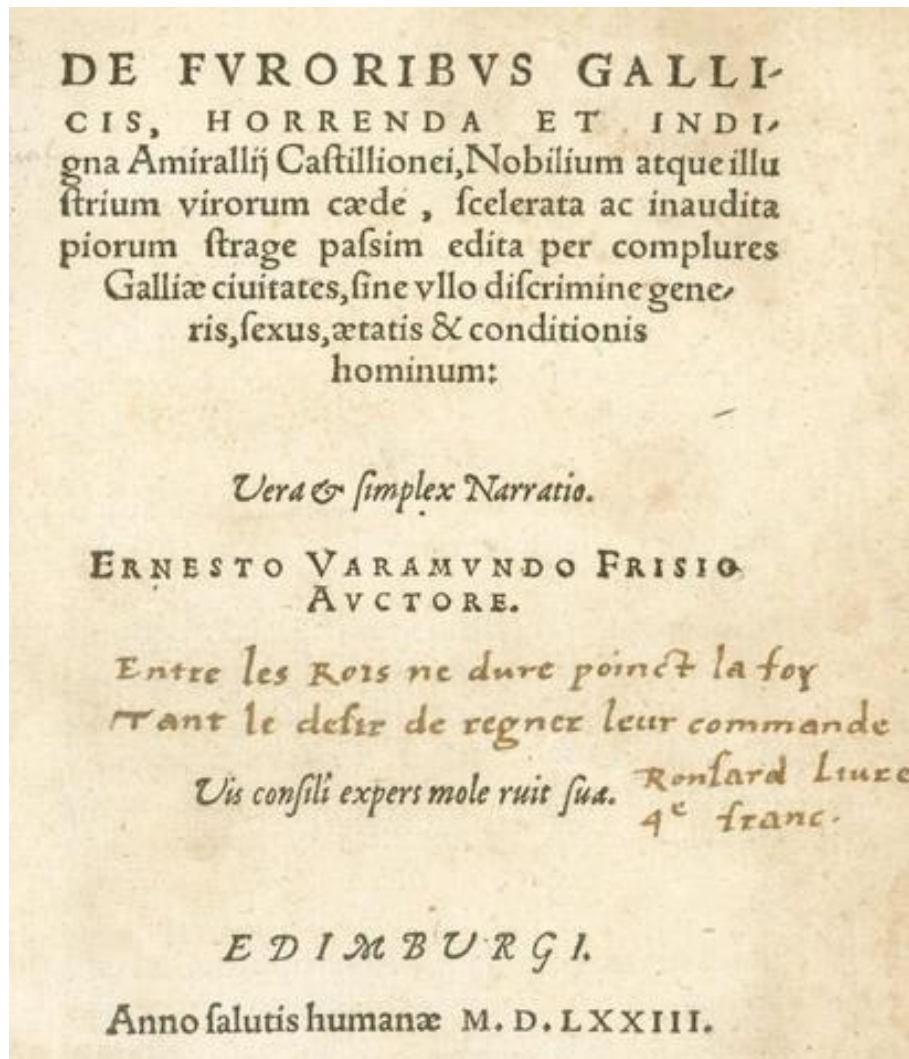 DE FVRORIBVS GALLI-
CIS, HORRENDA ET INDI-
gna Amirallij Caſtillionei, Nobilium atque illu
ſtrium virorum cæde, ſcelerata ac inaudita
piorum ſtrage paſsim edita per complures
Galliæ ciuitates, ſine vllo diſcrimine gene-
ris, ſexus, ætatis & conditionis
hominum:
Vera & ſimplex Narratio.
ERNESTO VARAMVNDO FRISIO
AVCTORE.
Entre les Rois ne dure poinct la foy
Tant le deſir de regner leur commande
Vis conſilî expers mole ruit ſua.
Ronſard Liure
4e franc.
EDIMBURGI.
Anno ſalutis humanæ M. D. LXXIII.